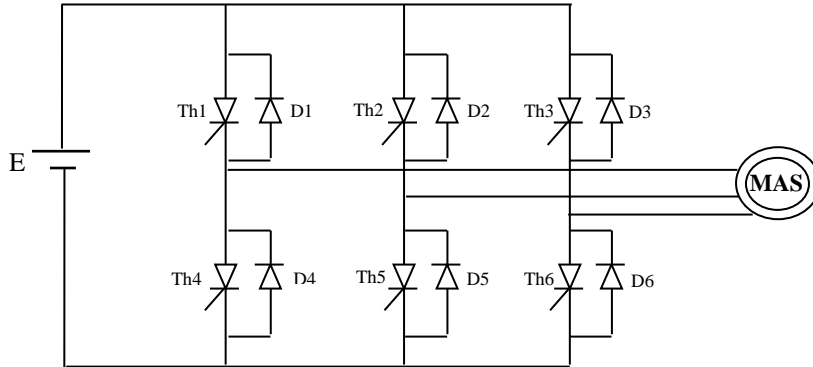 Th1 D1 Th2 D2 Th3 D3
E
MAS
Th4 D4 Th5 D5 Th6 D6